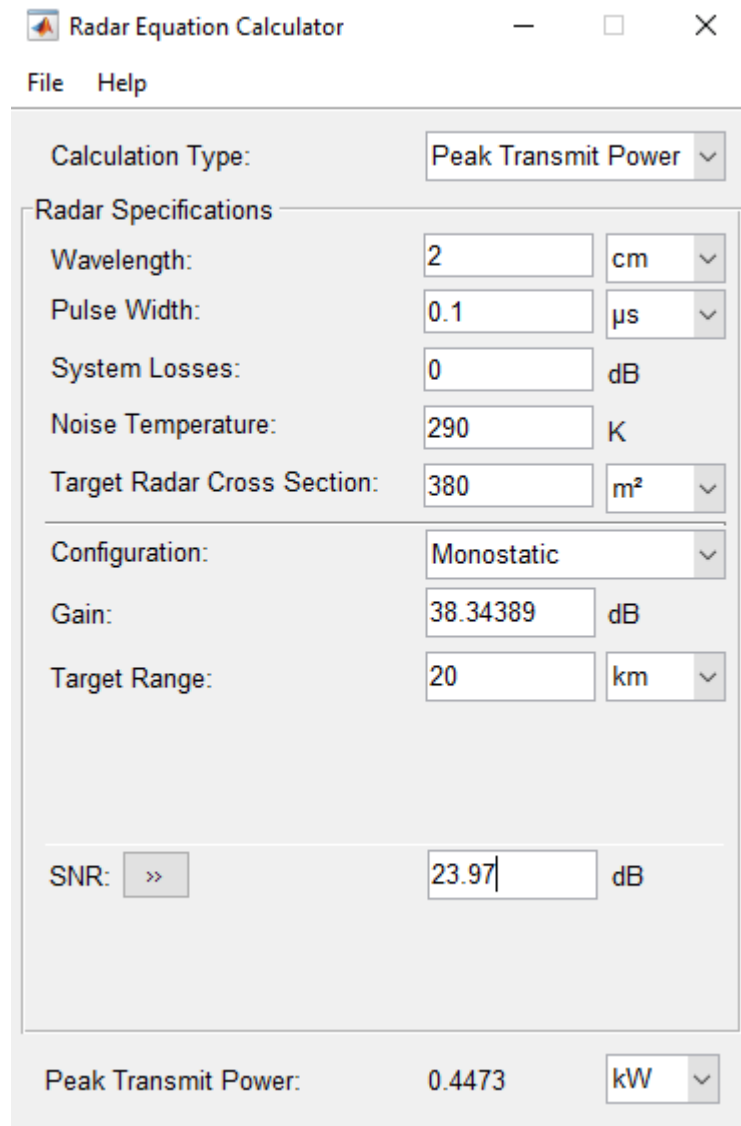 Radar Equation Calculator
File Help
Calculation Type: Peak Transmit Power
Radar Specifications
Wavelength: 2 cm
Pulse Width: 0.1 µs
System Losses: 0 dB
Noise Temperature: 290 K
Target Radar Cross Section: 380 m²
Configuration: Monostatic
Gain: 38.34389 dB
Target Range: 20 km
SNR: >> 23.97 dB
Peak Transmit Power: 0.4473 kW